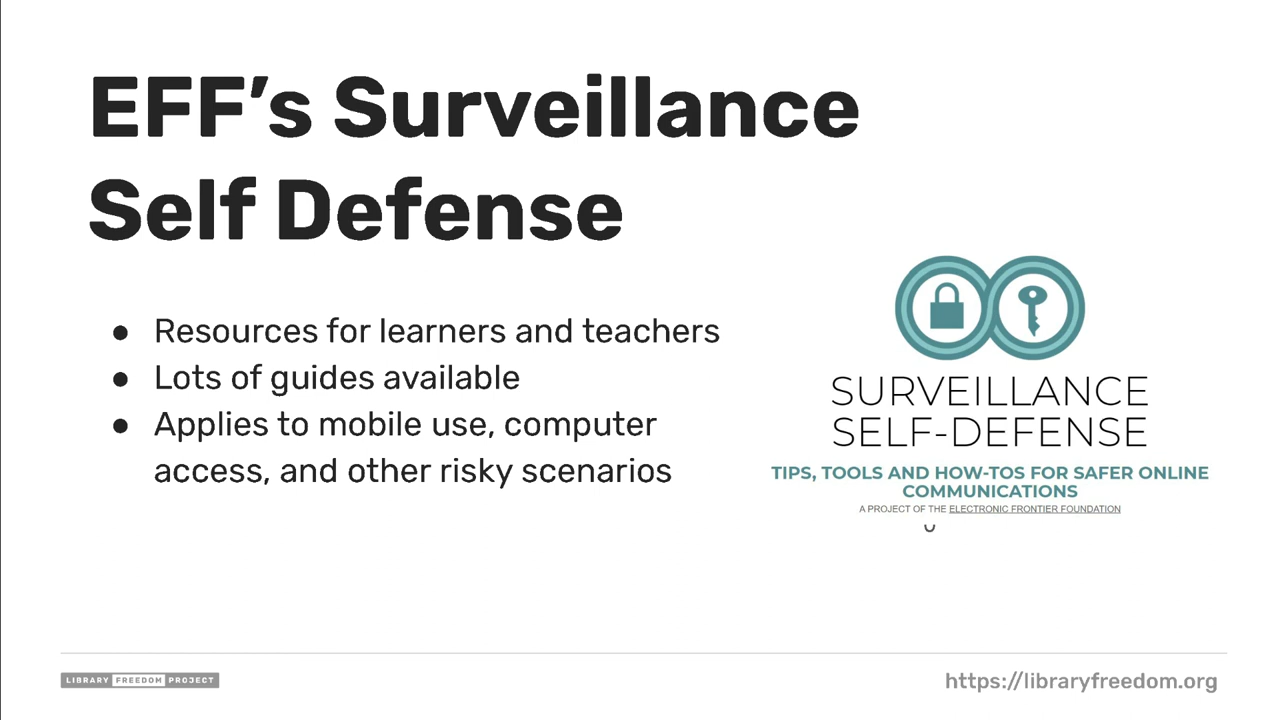 EFF’s Surveillance
Self Defense
● Resources for learners and teachers
● Lots of guides available
● Applies to mobile use, computer
access, and other risky scenarios
SURVEILLANCE
SELF-DEFENSE
TIPS, TOOLS AND HOW-TOS FOR SAFER ONLINE
COMMUNICATIONS
A PROJECT OF THE ELECTRONIC FRONTIER FOUNDATION
LIBRARY FREEDOM PROJECT
https://libraryfreedom.org